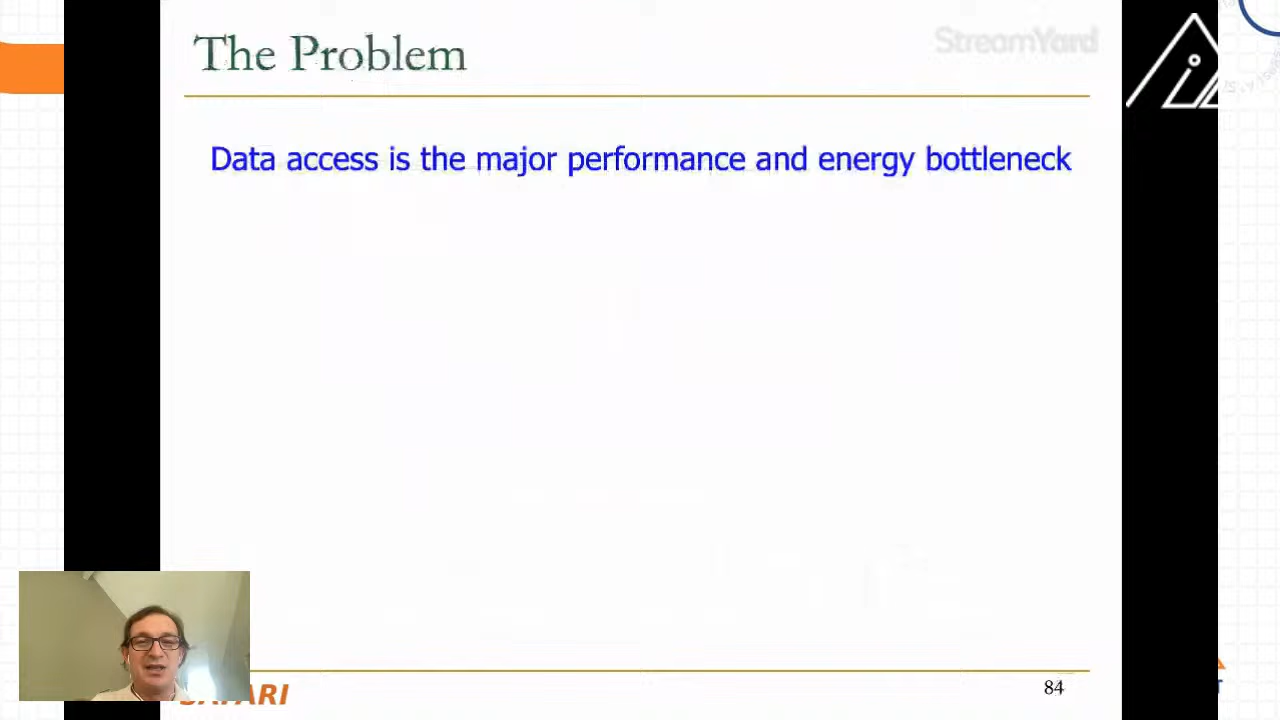 The Problem
StreamYard
Data access is the major performance and energy bottleneck
SAFARI
84